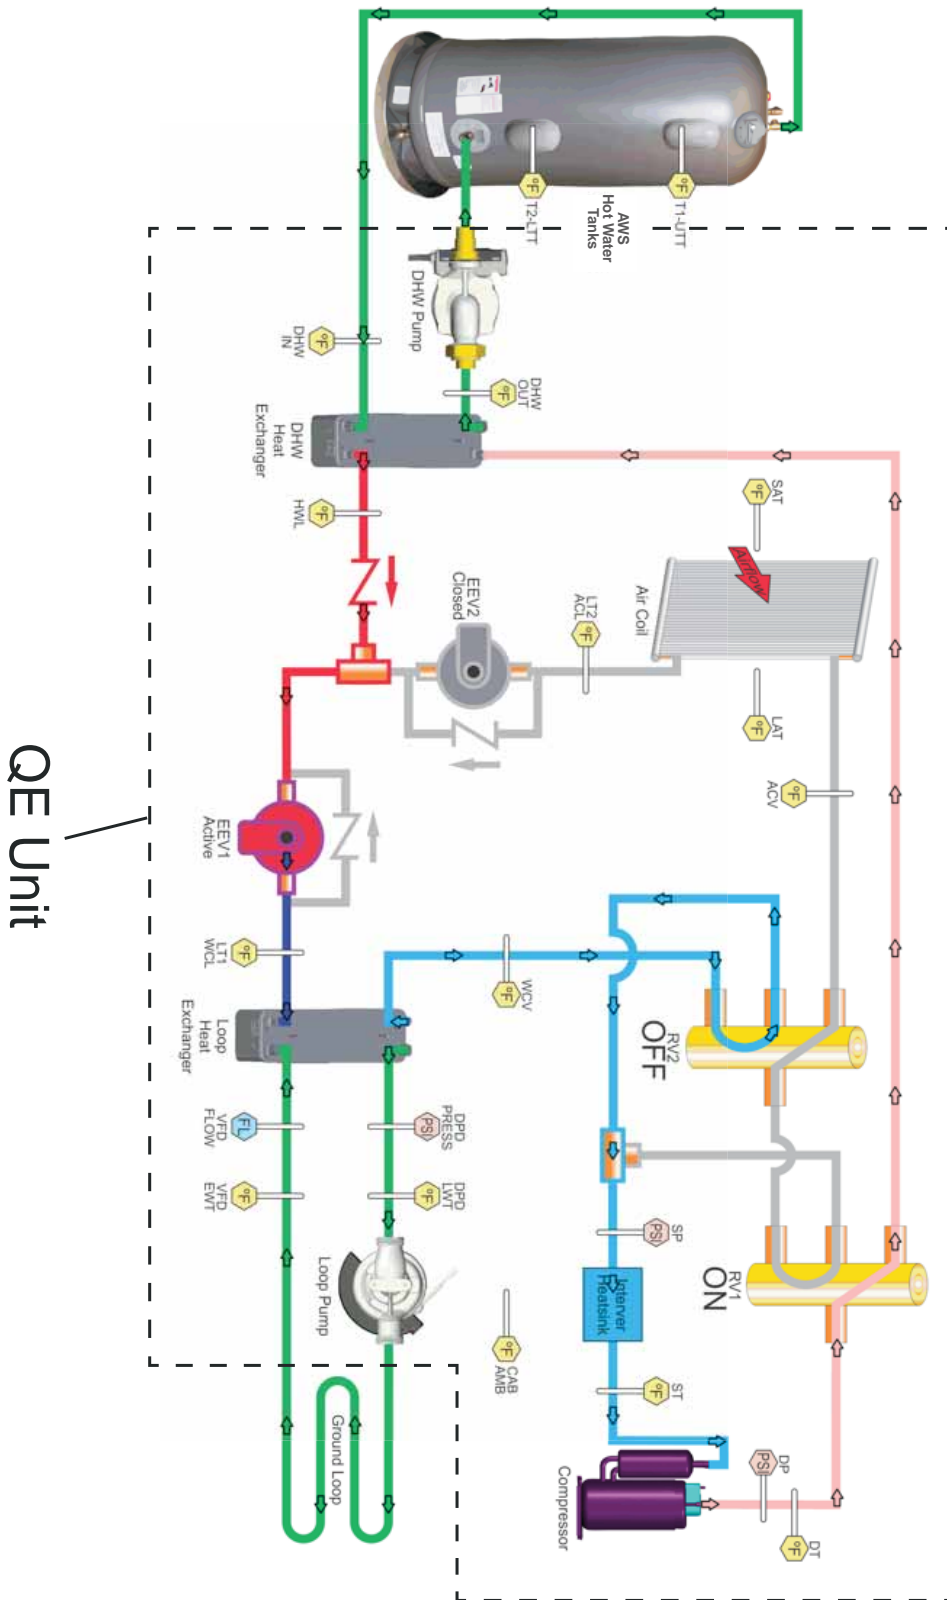 AWS
Hot Water
Tanks
°F
T1-UTT
°F
T2-LTT
DHW Pump
°F
DHW
IN
°F
DHW
OUT
DHW
Heat
Exchanger
°F
HWL
°F
SAT
Airflow
Air Coil
EEV2
Closed
°F
LT2
ACL
°F
LAT
°F
ACV
EEV1
Active
QE Unit
°F
LT1
WCL
°F
WCV
Loop
Heat
Exchanger
RV2
OFF
FL
VFD
FLOW
PSI
DPD
PRESS
°F
VFD
EWT
°F
DPD
LWT
PSI
SP
RV1
ON
Loop Pump
Interver
Heatsink
°F
CAB
AMB
°F
ST
Ground Loop
PSI
DP
°F
DT
Compressor